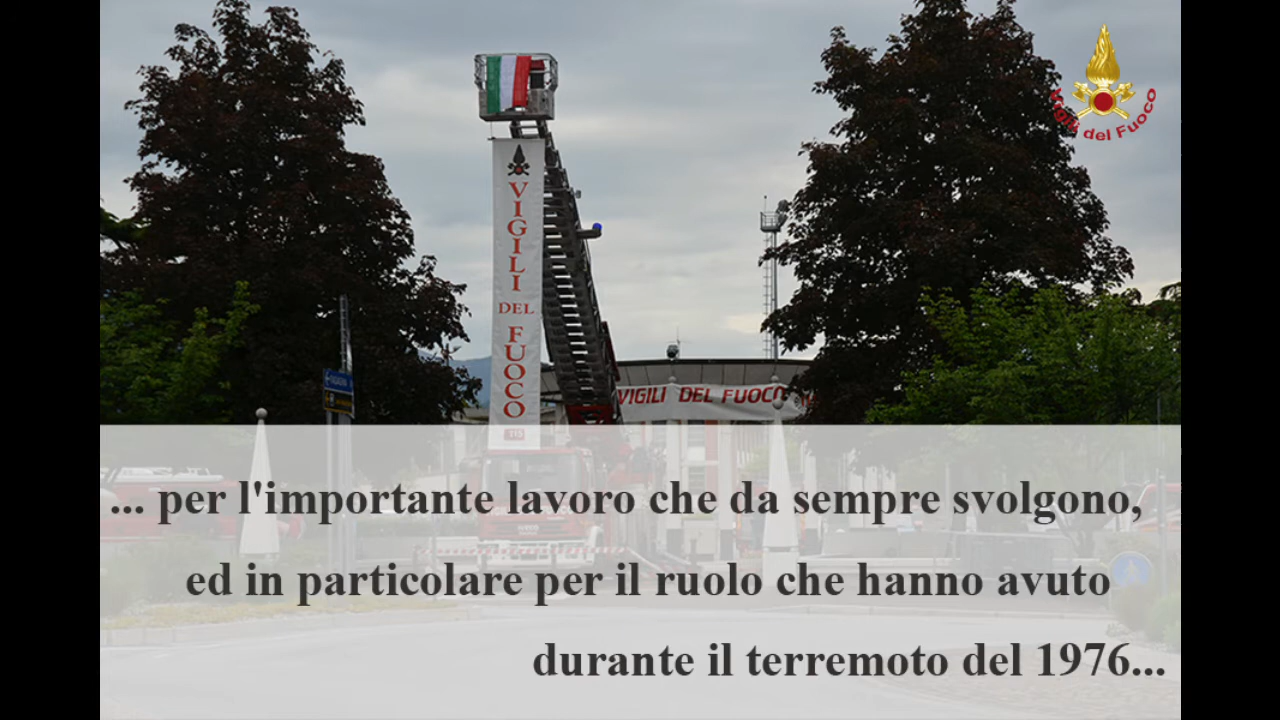 Vigili del Fuoco
VIGILI
DEL
FUOCO
115
VIGILI DEL FUOCO
... per l'importante lavoro che da sempre svolgono,
ed in particolare per il ruolo che hanno avuto
durante il terremoto del 1976...